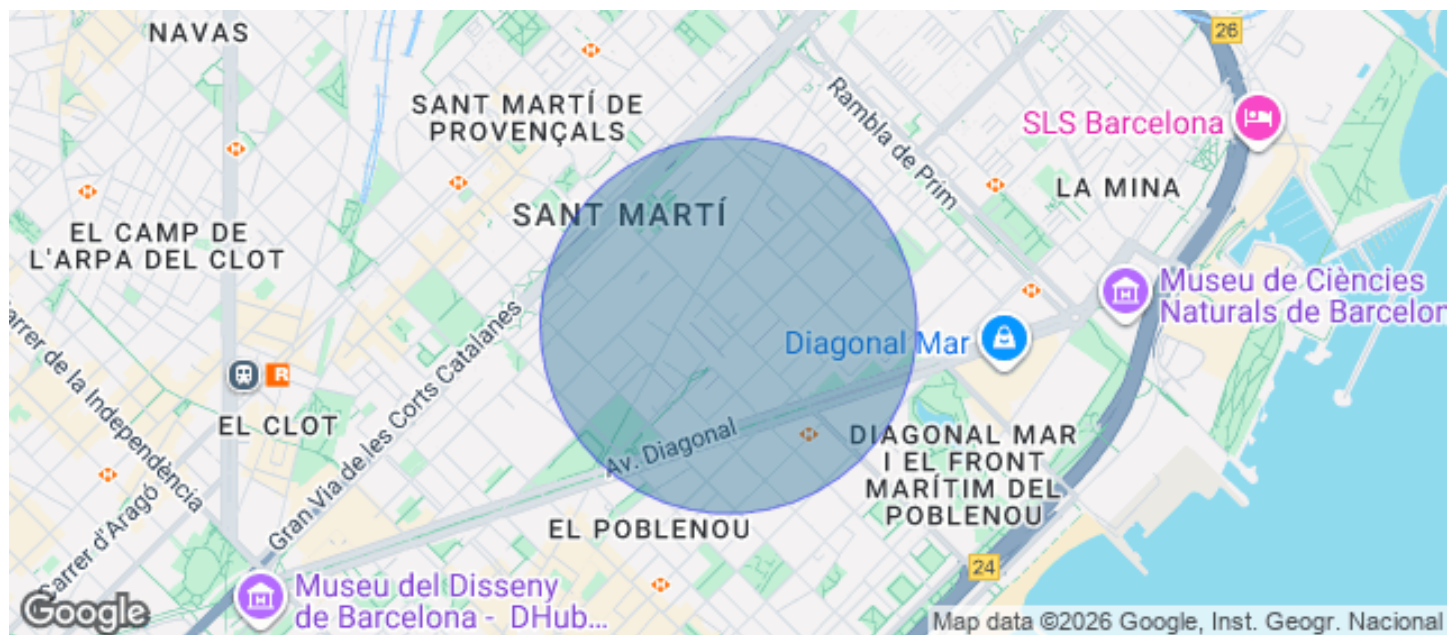 NAVAS
26
SANT MARTÍ DE
PROVENÇALS
Rambla de Prim
SLS Barcelona
LA MINA
SANT MARTÍ
EL CAMP DE
L'ARPA DEL CLOT
Museu de Ciències
Naturals de Barcelon
Diagonal Mar
Carrer de la Independència
R
EL CLOT
Gran Via de les Corts Catalanes
Av. Diagonal
DIAGONAL MAR
I EL FRONT
MARÍTIM DEL
POBLENOU
Carrer d'Aragó
EL POBLENOU
24
Museu del Disseny
de Barcelona - DHub...
Google
Map data ©2026 Google, Inst. Geogr. Nacional